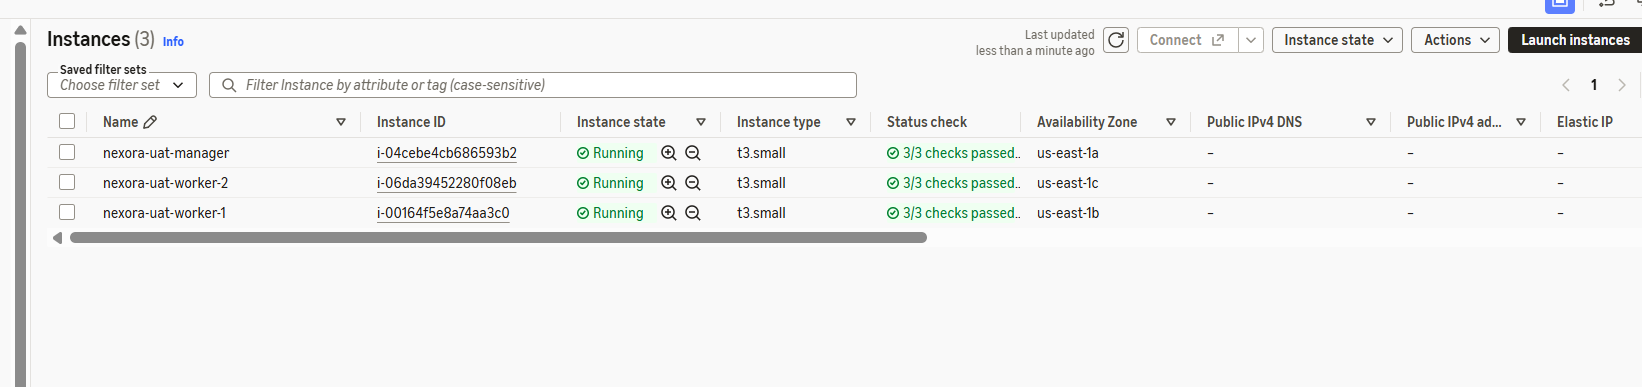 Instances (3) Info
Last updated
less than a minute ago
Connect
Instance state
Actions
Launch instances
Saved filter sets
Choose filter set
Filter Instance by attribute or tag (case-sensitive)
1
Name Instance ID Instance state Instance type Status check Availability Zone Public IPv4 DNS Public IPv4 ad... Elastic IP
nexora-uat-manager i-04cebe4cb686593b2 Running t3.small 3/3 checks passed.. us-east-1a – – –
nexora-uat-worker-2 i-06da39452280f08eb Running t3.small 3/3 checks passed.. us-east-1c – – –
nexora-uat-worker-1 i-00164f5e8a74aa3c0 Running t3.small 3/3 checks passed.. us-east-1b – – –